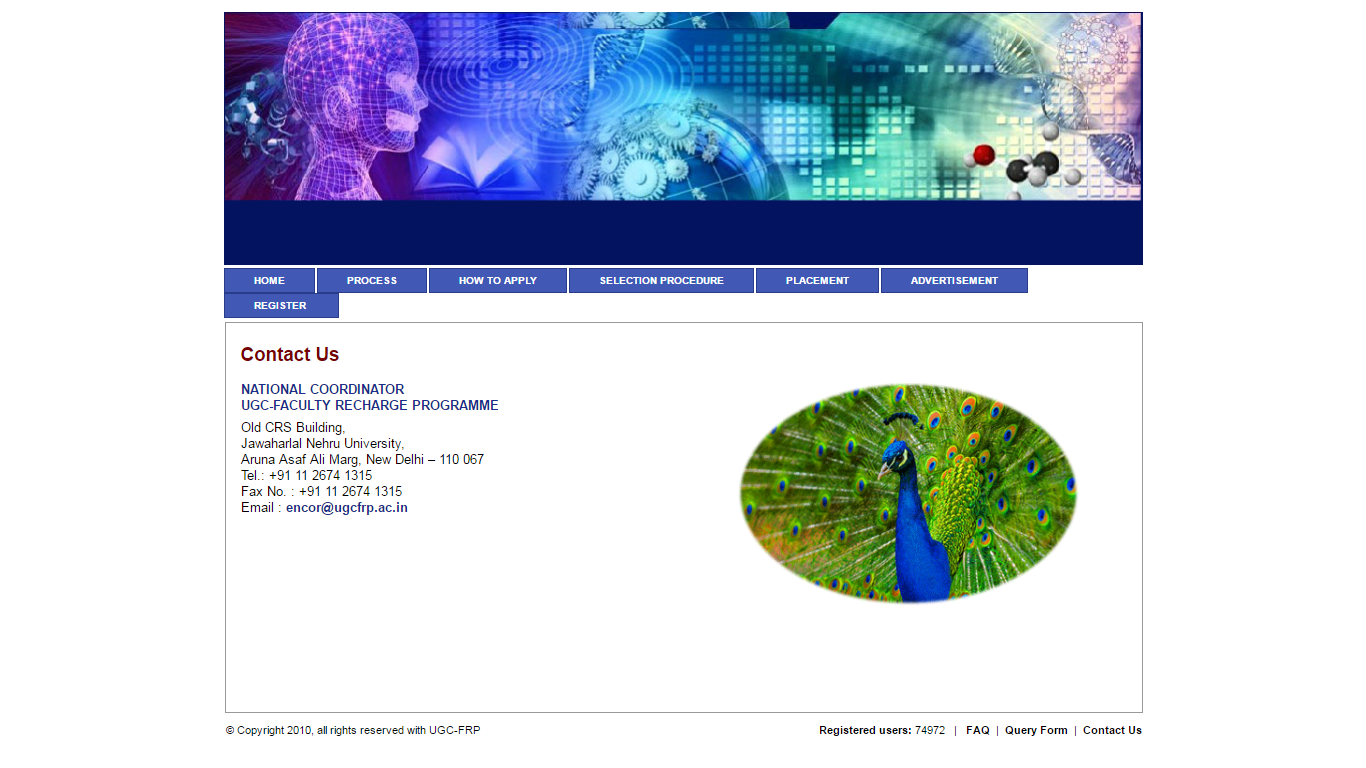 HOME PROCESS HOW TO APPLY SELECTION PROCEDURE PLACEMENT ADVERTISEMENT
REGISTER
Contact Us
NATIONAL COORDINATOR
UGC-FACULTY RECHARGE PROGRAMME
Old CRS Building,
Jawaharlal Nehru University,
Aruna Asaf Ali Marg, New Delhi – 110 067
Tel.: +91 11 2674 1315
Fax No. : +91 11 2674 1315
Email : encor@ugcfrp.ac.in
© Copyright 2010, all rights reserved with UGC-FRP Registered users: 74972 | FAQ | Query Form | Contact Us